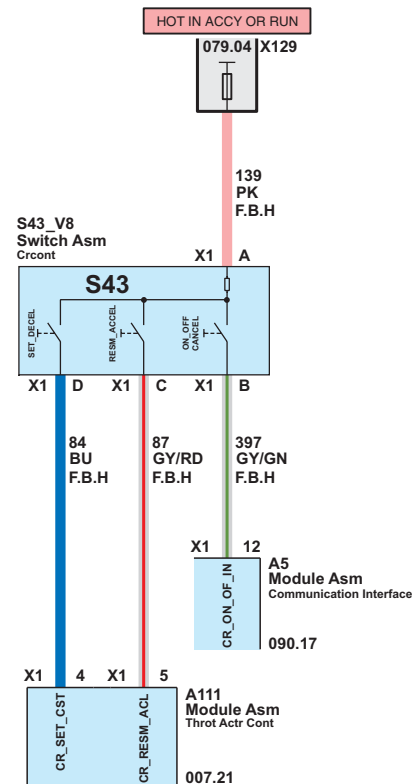 HOT IN ACCY OR RUN
079.04 X129
139
PK
F.B.H
S43_V8
Switch Asm
Crcont
X1 A
S43
SET_DECEL
RESM_ACCEL
ON_OFF
CANCEL
X1 D X1 C X1 B
84
BU
F.B.H
87
GY/RD
F.B.H
397
GY/GN
F.B.H
X1 12
A5
Module Asm
Communication Interface
CR_ON_OF_IN
090.17
X1 4 X1 5
A111
Module Asm
Throt Actr Cont
CR_SET_CST
CR_RESM_ACL
007.21